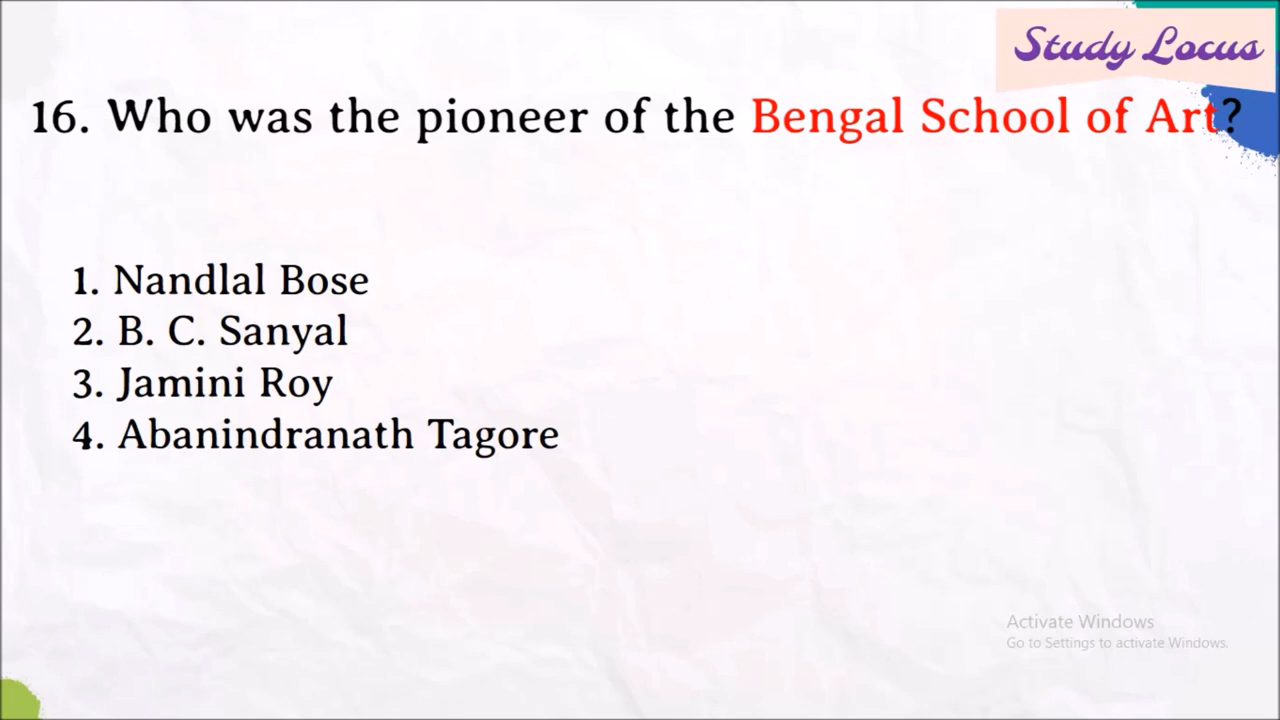 Study Locus
16. Who was the pioneer of the Bengal School of Art?
1. Nandlal Bose
2. B. C. Sanyal
3. Jamini Roy
4. Abanindranath Tagore
Activate Windows
Go to Settings to activate Windows.